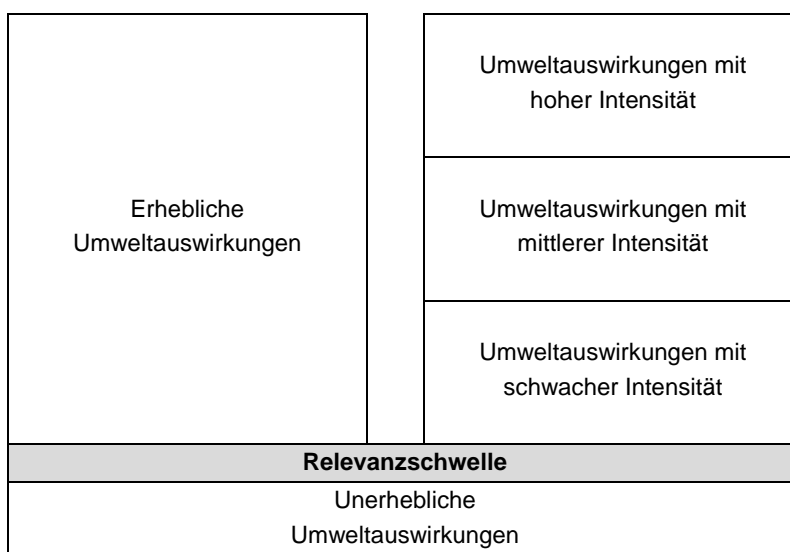 Erhebliche
Umweltauswirkungen
Umweltauswirkungen mit
hoher Intensität
Umweltauswirkungen mit
mittlerer Intensität
Umweltauswirkungen mit
schwacher Intensität
Relevanzschwelle
Unerhebliche
Umweltauswirkungen